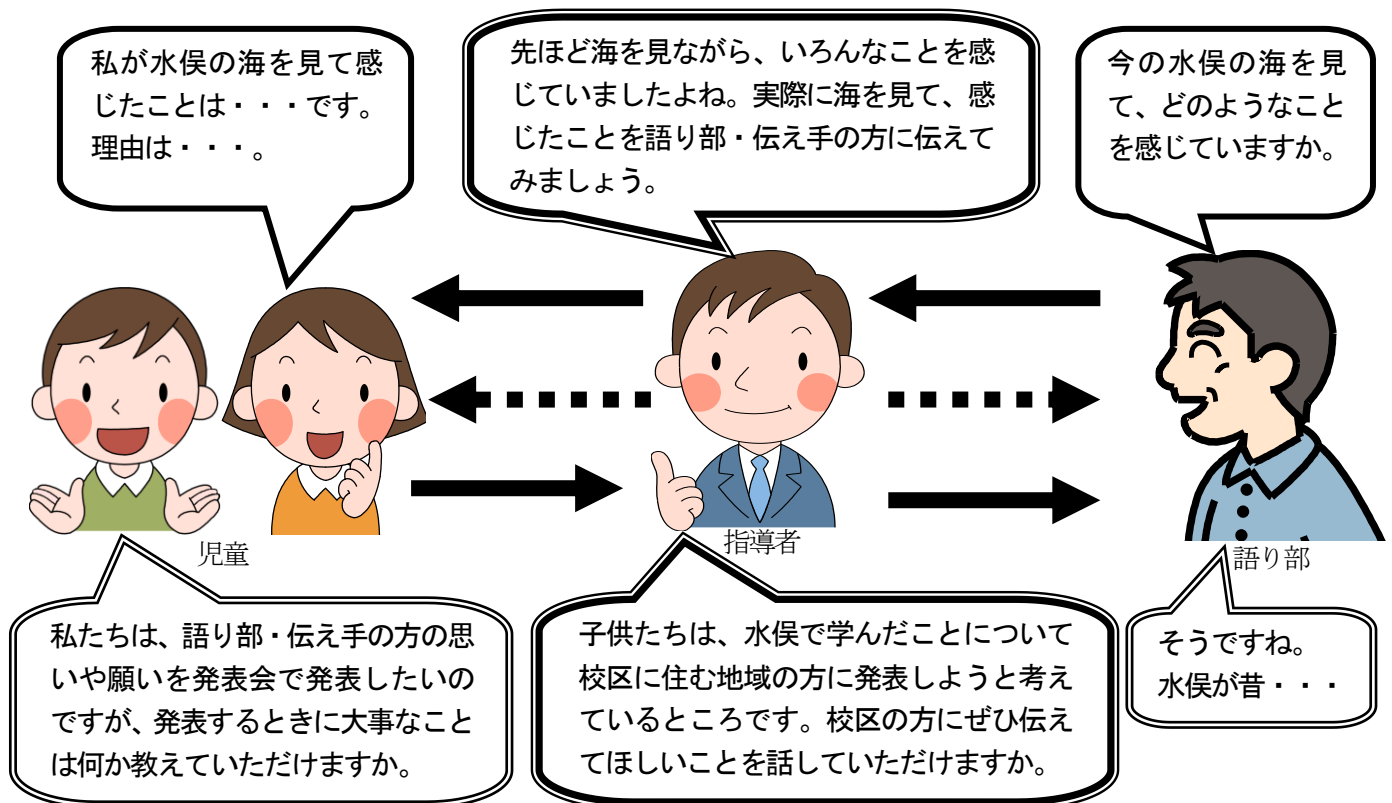 私が水俣の海を見て感
じたことは・・・です。
理由は・・・。
先ほど海を見ながら、いろんなことを感
じていましたよね。実際に海を見て、感
じたことを語り部・伝え手の方に伝えて
みましょう。
今の水俣の海を見
て、どのようなこと
を感じていますか。
児童
指導者
語り部
私たちは、語り部・伝え手の方の思
いや願いを発表会で発表したいの
ですが、発表するときに大事なこと
は何か教えていただけますか。
子供たちは、水俣で学んだことについて
校区に住む地域の方に発表しようと考え
ているところです。校区の方にぜひ伝え
てほしいことを話していただけますか。
そうですね。
水俣が昔・・・